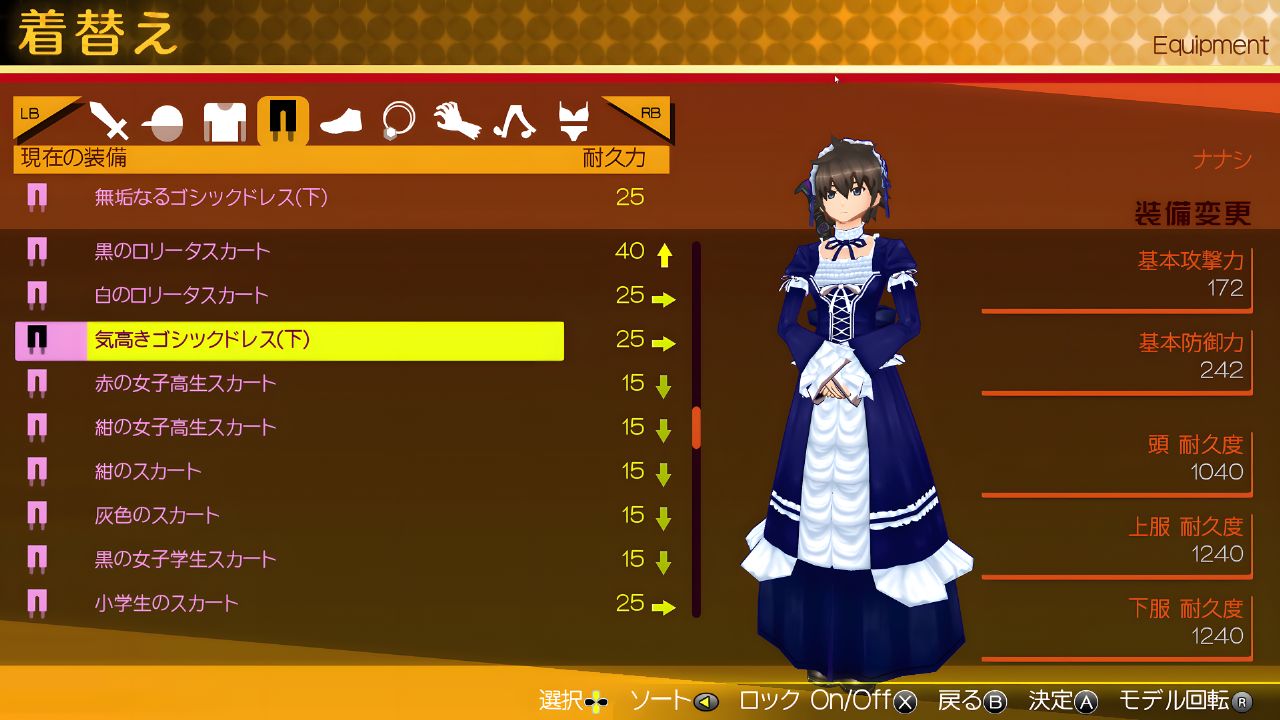 着替え
Equipment
LB
RB
現在の装備 耐久力
無垢なるゴシックドレス(下) 25
黒のロリータスカート 40
白のロリータスカート 25
気高きゴシックドレス(下) 25
赤の女子高生スカート 15
紺の女子高生スカート 15
紺のスカート 15
灰色のスカート 15
黒の女子学生スカート 15
小学生のスカート 25
ナナシ
装備変更
基本攻撃力
172
基本防御力
242
頭 耐久度
1040
上服 耐久度
1240
下服 耐久度
1240
選択 ソート ロック On/Off X 戻る B 決定 A モデル回転 R